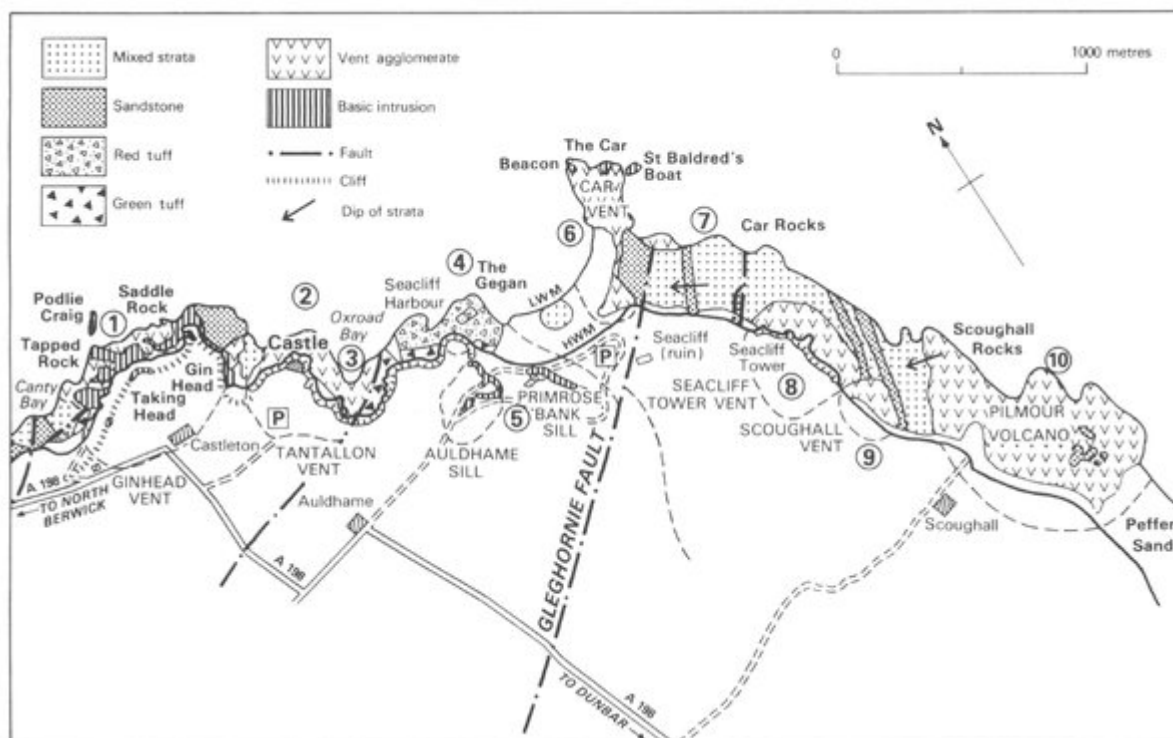 Mixed strata
Sandstone
Red tuff
Green tuff
Vent agglomerate
Basic intrusion
Fault
Cliff
Dip of strata
0
1000 metres
N
The Car
Beacon
St Baldred's
Boat
CAR
VENT
6
7
Car Rocks
4
The
Gegan
Seacliff
Harbour
LWM
HWM
2
Oxroad
Bay
3
Castle
Saddle
Rock
Podlie
Craig
1
Tapped
Rock
Canty
Bay
Gin
Head
Taking
Head
P
Castleton
TANTALLON
VENT
GINHEAD
VENT
A 198
TO NORTH
BERWICK
Auldhame
A 198
5
PRIMROSE
BANK
SILL
AULDHAME
SILL
P
Seacliff
(ruin)
Seacliff
Tower
SEACLIFF
TOWER VENT
8
SCOUGHALL
VENT
9
Scoughall
Rocks
10
PILMOUR
VOLCANO
Scoughall
Peffer
Sand
GLEGHORNIE FAULT
A 198
TO DUNBAR